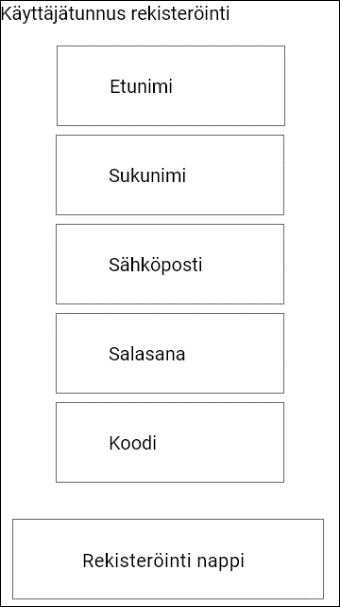 Käyttäjätunnus rekisteröinti
Etunimi
Sukunimi
Sähköposti
Salasana
Koodi
Rekisteröinti nappi